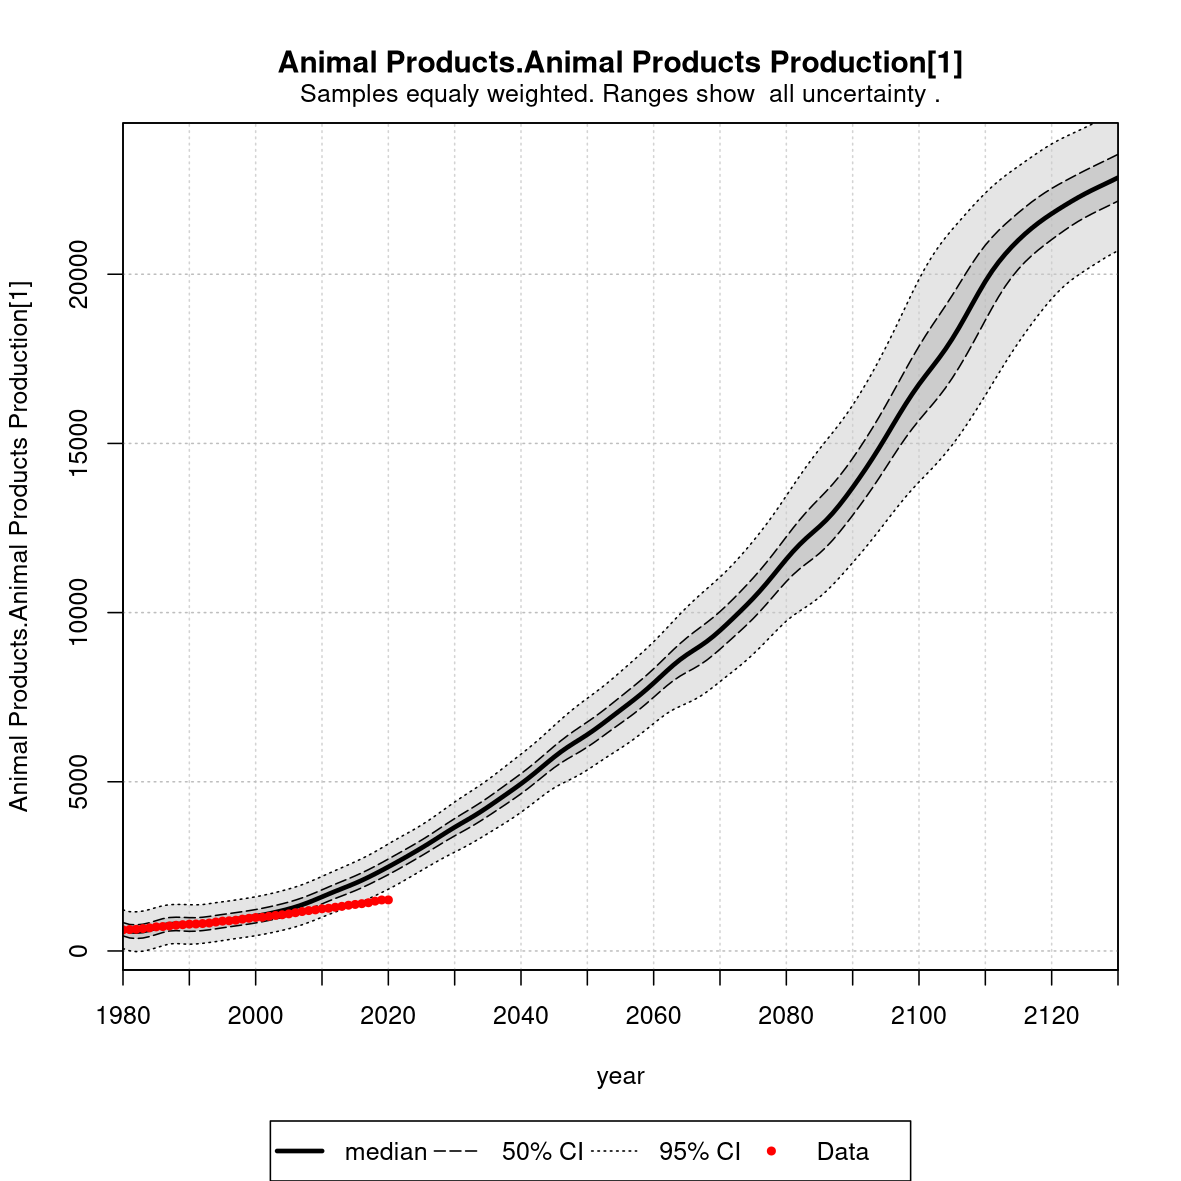 Animal Products.Animal Products Production[1]
Samples equaly weighted. Ranges show  all uncertainty .
Animal Products.Animal Products Production[1]
20000
15000
10000
5000
0
1980 2000 2020 2040 2060 2080 2100 2120
year
median 50% CI 95% CI Data